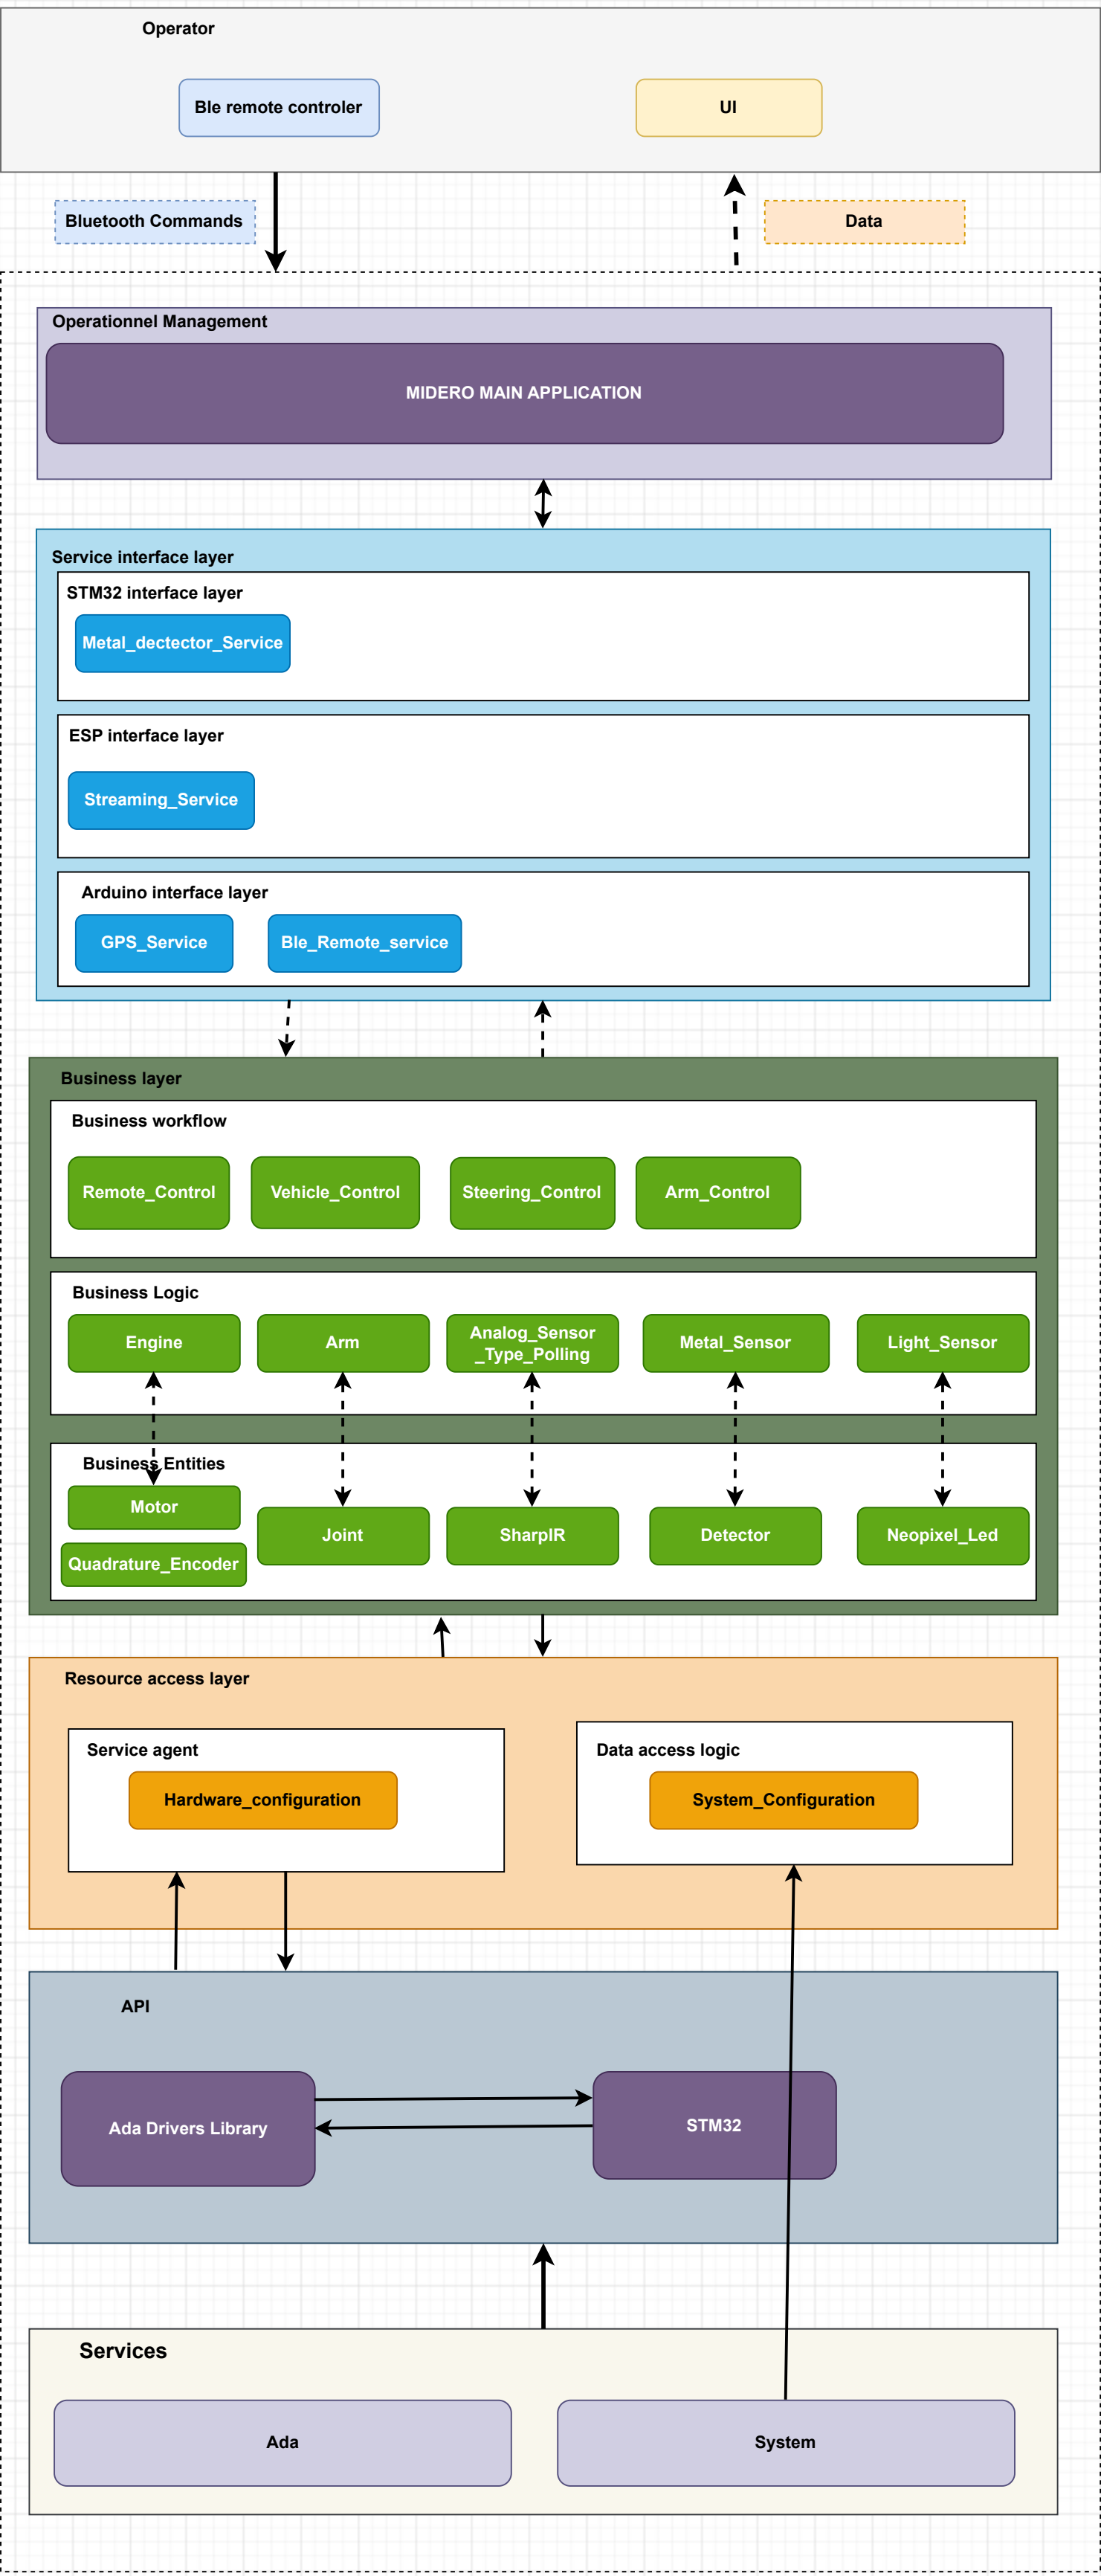 Operator
Ble remote controler
UI
Bluetooth Commands
Data
Operationnel Management
MIDERO MAIN APPLICATION
Service interface layer
STM32 interface layer
Metal_dectector_Service
ESP interface layer
Streaming_Service
Arduino interface layer
GPS_Service
Ble_Remote_service
Business layer
Business workflow
Remote_Control
Vehicle_Control
Steering_Control
Arm_Control
Business Logic
Engine
Arm
Analog_Sensor
_Type_Polling
Metal_Sensor
Light_Sensor
Business Entities
Motor
Quadrature_Encoder
Joint
SharpIR
Detector
Neopixel_Led
Resource access layer
Service agent
Hardware_configuration
Data access logic
System_Configuration
API
Ada Drivers Library
STM32
Services
Ada
System